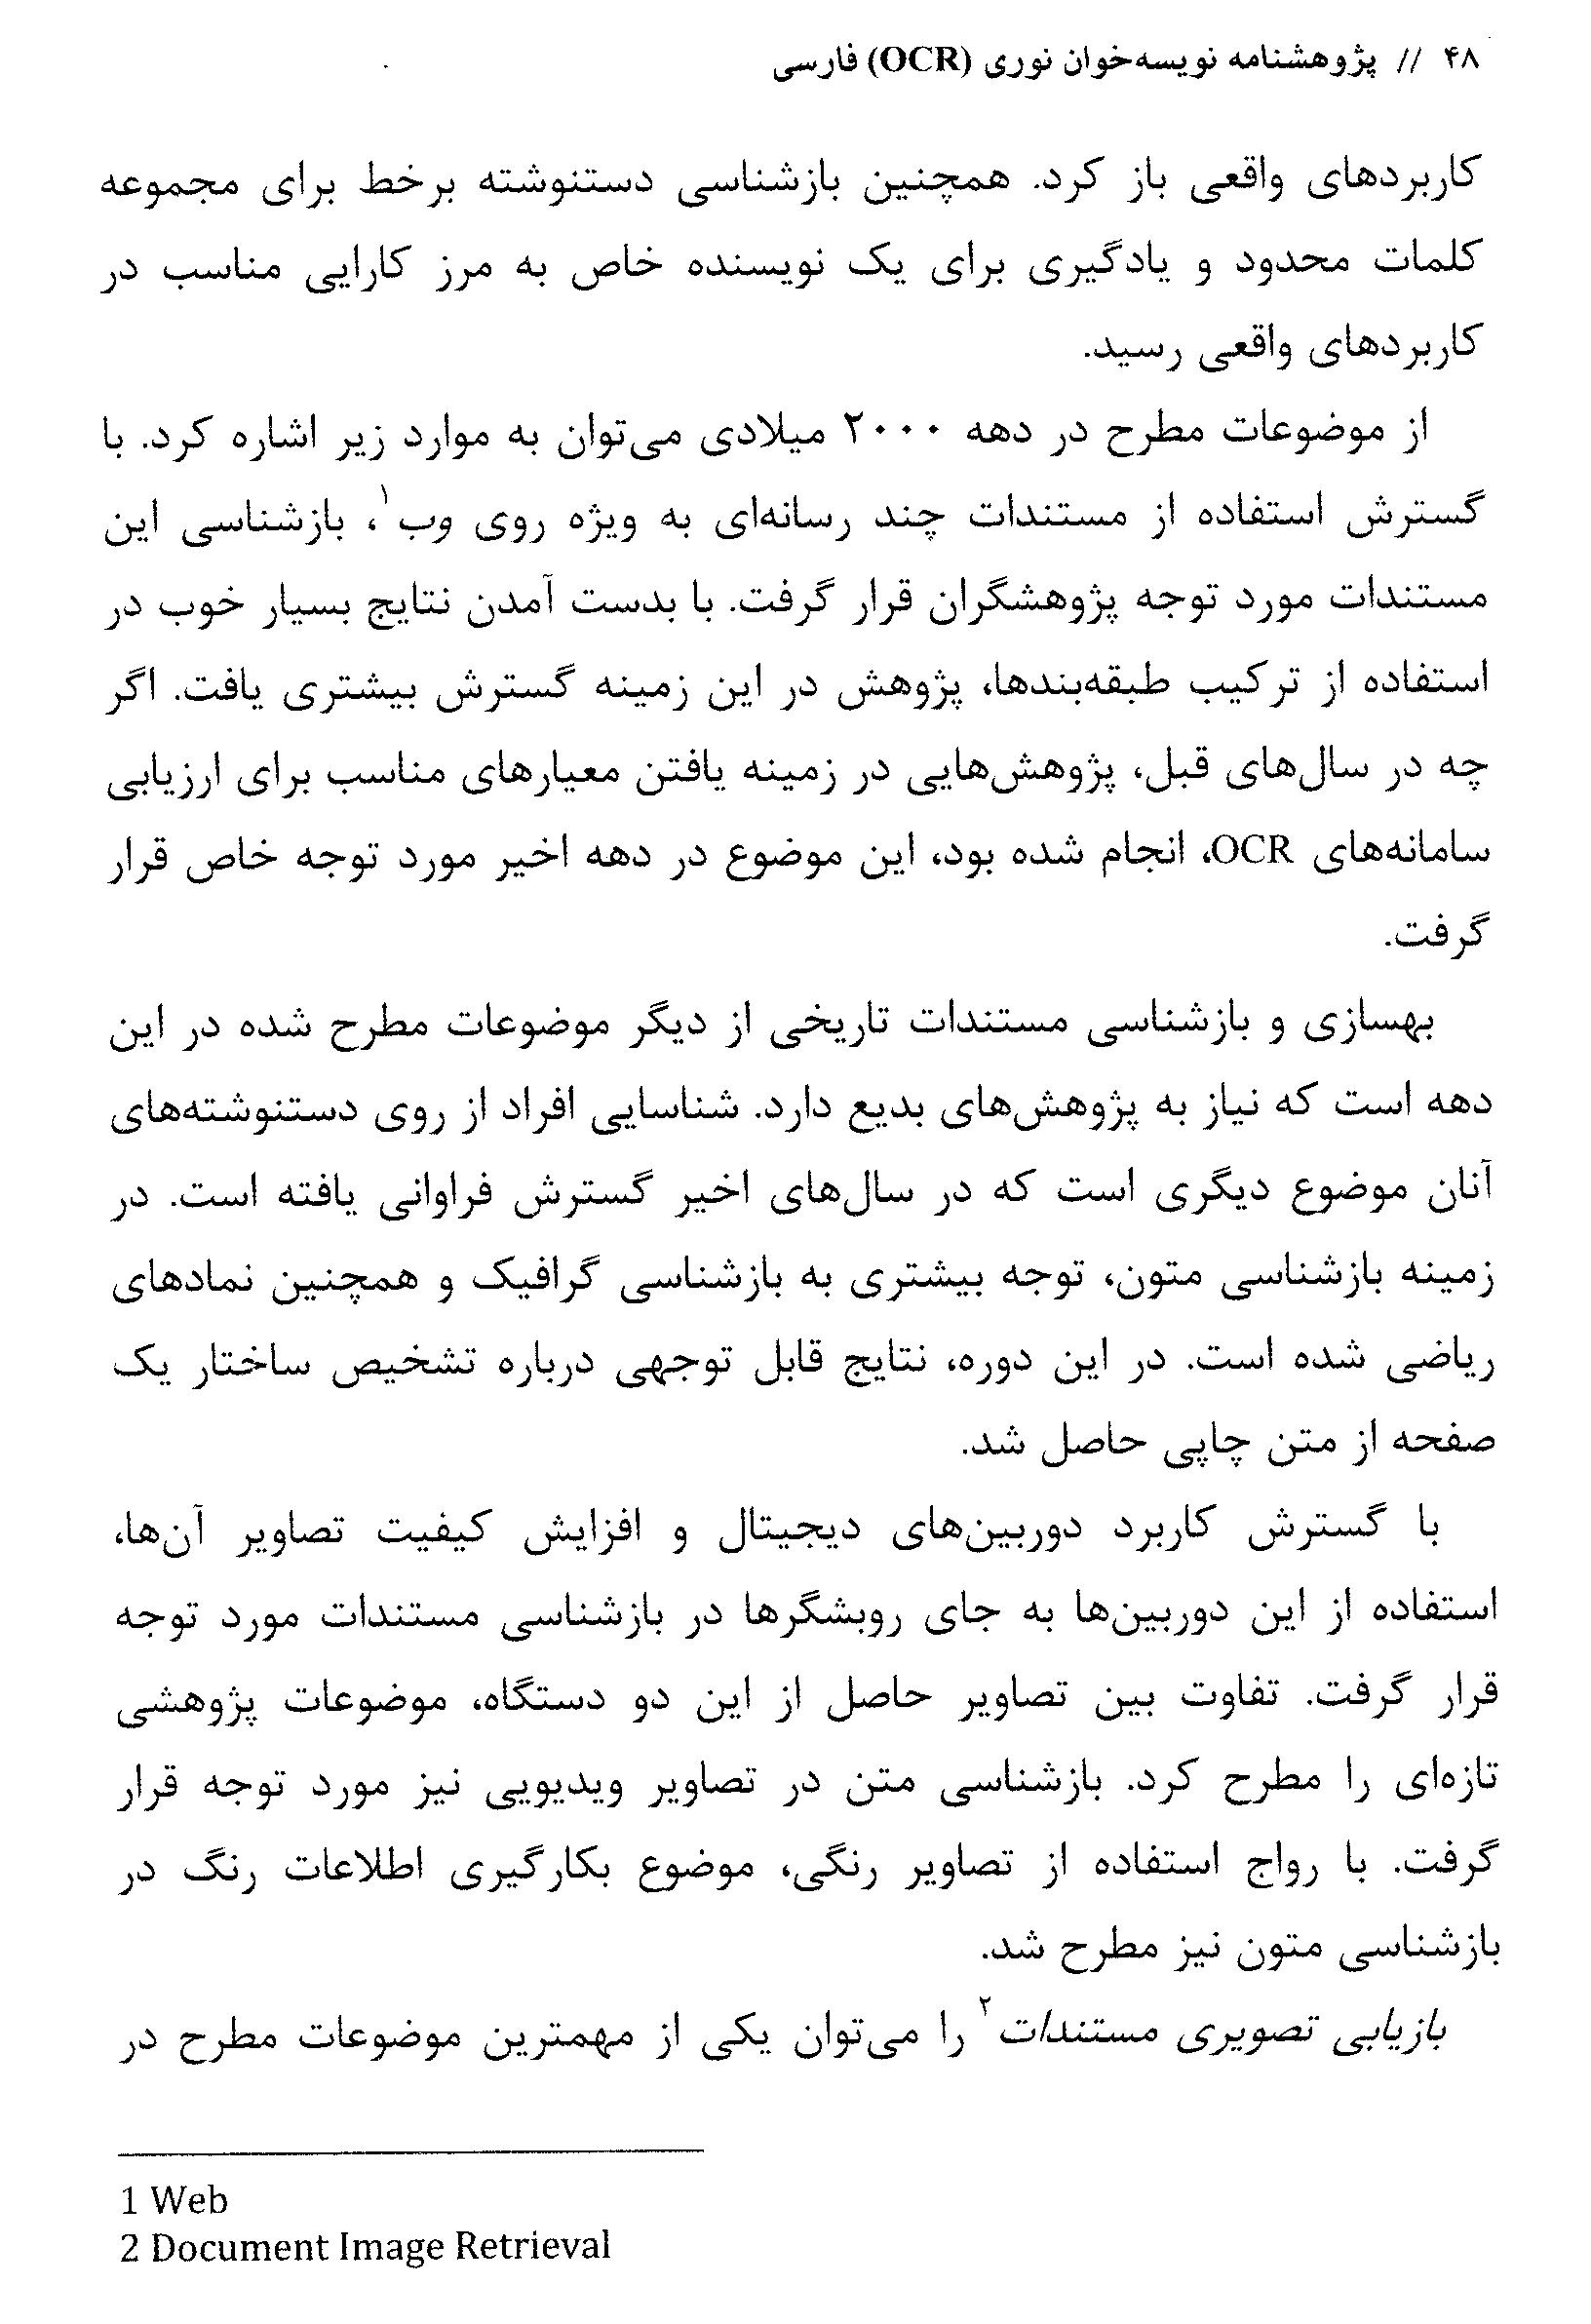 ۴۸ // پژوهشنامه نویسه‌خوان نوری (OCR) فارسی
کاربردهای واقعی باز کرد. همچنین بازشناسی دستنوشته برخط برای مجموعه
کلمات محدود و یادگیری برای یک نویسنده خاص به مرز کارایی مناسب در
کاربردهای واقعی رسید.
از موضوعات مطرح در دهه ۲۰۰۰ میلادی می‌توان به موارد زیر اشاره کرد. با
گسترش استفاده از مستندات چند رسانه‌ای به ویژه روی وب۱، بازشناسی این
مستندات مورد توجه پژوهشگران قرار گرفت. با بدست آمدن نتایج بسیار خوب در
استفاده از ترکیب طبقه‌بندها، پژوهش در این زمینه گسترش بیشتری یافت. اگر
چه در سال‌های قبل، پژوهش‌هایی در زمینه یافتن معیارهای مناسب برای ارزیابی
سامانه‌های OCR، انجام شده بود، این موضوع در دهه اخیر مورد توجه خاص قرار
گرفت.
بهسازی و بازشناسی مستندات تاریخی از دیگر موضوعات مطرح شده در این
دهه است که نیاز به پژوهش‌های بدیع دارد. شناسایی افراد از روی دستنوشته‌های
آنان موضوع دیگری است که در سال‌های اخیر گسترش فراوانی یافته است. در
زمینه بازشناسی متون، توجه بیشتری به بازشناسی گرافیک و همچنین نمادهای
ریاضی شده است. در این دوره، نتایج قابل توجهی درباره تشخیص ساختار یک
صفحه از متن چاپی حاصل شد.
با گسترش کاربرد دوربین‌های دیجیتال و افزایش کیفیت تصاویر آن‌ها،
استفاده از این دوربین‌ها به جای روبشگرها در بازشناسی مستندات مورد توجه
قرار گرفت. تفاوت بین تصاویر حاصل از این دو دستگاه، موضوعات پژوهشی
تازه‌ای را مطرح کرد. بازشناسی متن در تصاویر ویدیویی نیز مورد توجه قرار
گرفت. با رواج استفاده از تصاویر رنگی، موضوع بکارگیری اطلاعات رنگ در
بازشناسی متون نیز مطرح شد.
بازیابی تصویری مستندات۲ را می‌توان یکی از مهمترین موضوعات مطرح در
1 Web
2 Document Image Retrieval